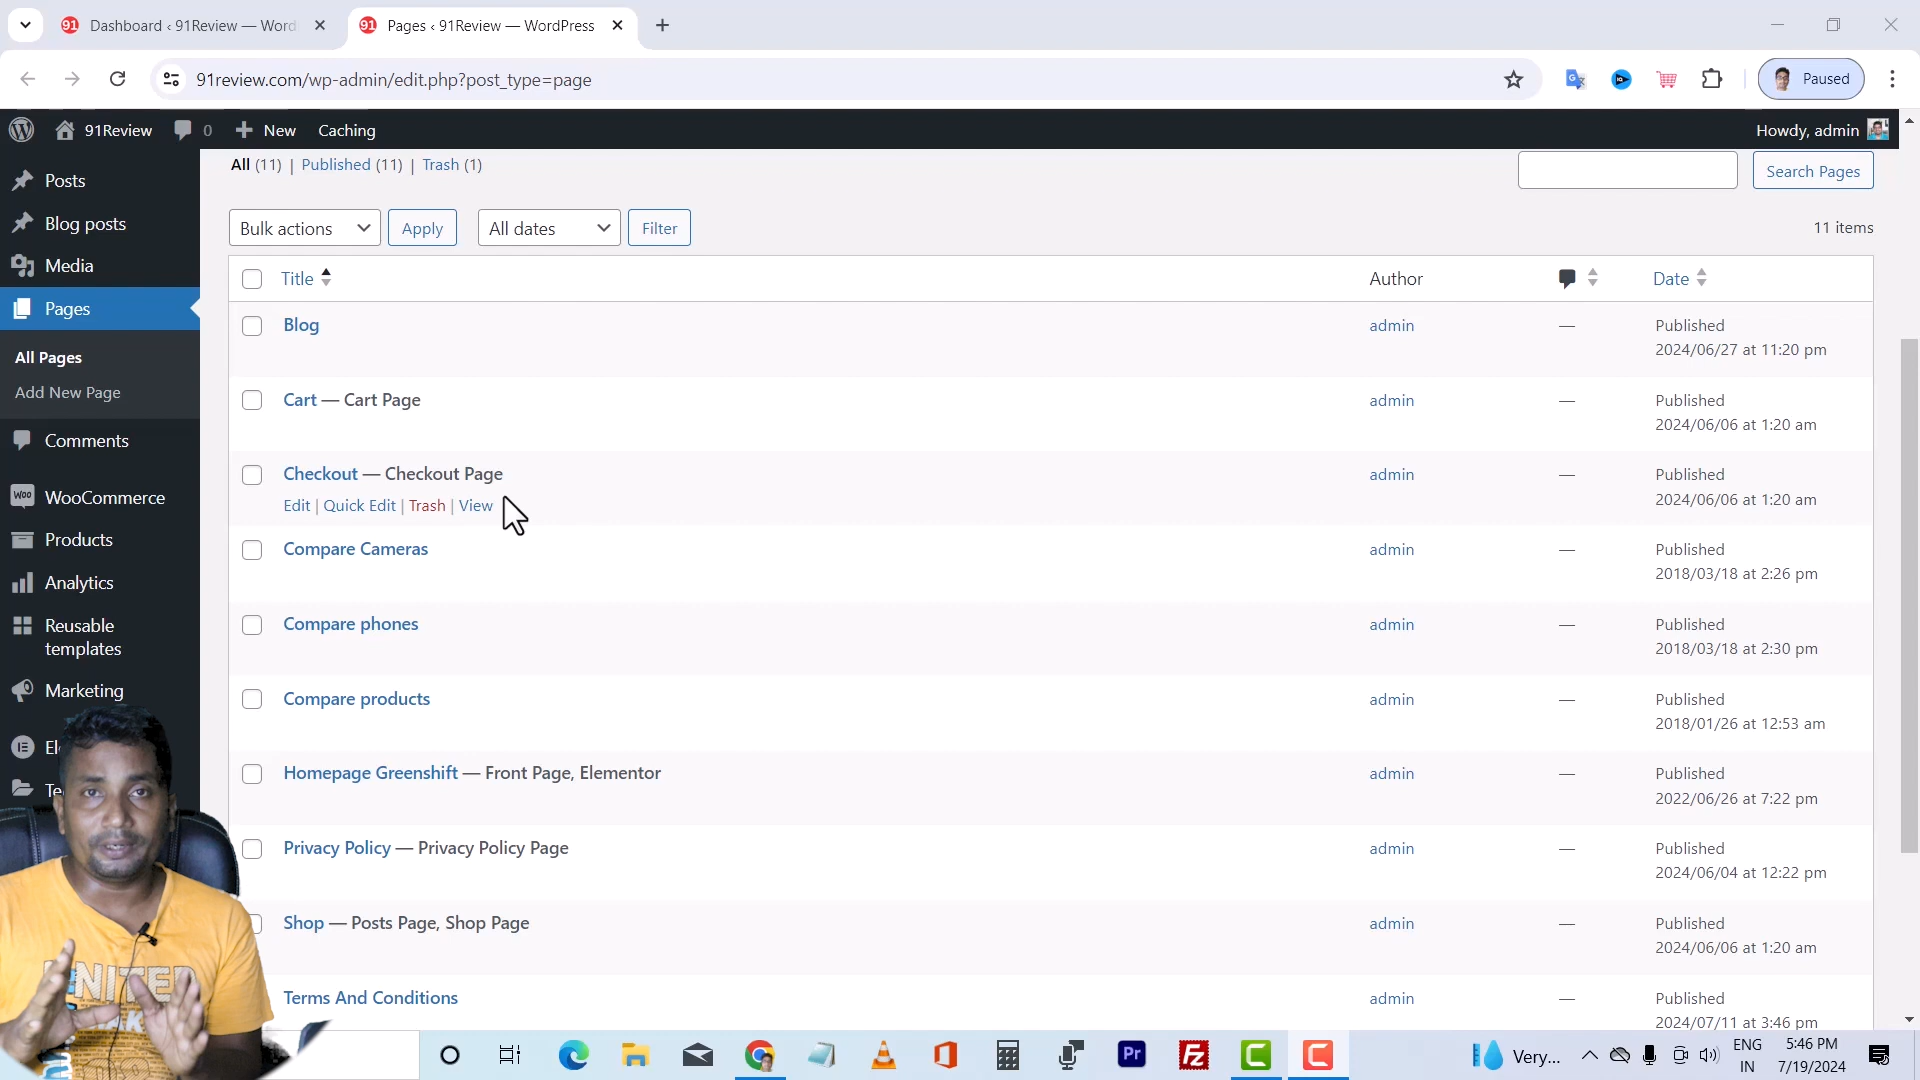 91 Dashboard ‹ 91Review — Word
91 Pages ‹ 91Review — WordPress
91review.com/wp-admin/edit.php?post_type=page
Paused
91Review 0 New Caching
Howdy, admin
Posts
Blog posts
Media
Pages
All Pages
Add New Page
Comments
WooCommerce
Products
Analytics
Reusable
templates
Marketing
All (11) | Published (11) | Trash (1)
Search Pages
Bulk actions Apply All dates Filter
11 items
Title Author Date
Blog admin — Published
2024/06/27 at 11:20 pm
Cart — Cart Page admin — Published
2024/06/06 at 1:20 am
Checkout — Checkout Page admin — Published
Edit | Quick Edit | Trash | View 2024/06/06 at 1:20 am
Compare Cameras admin — Published
2018/03/18 at 2:26 pm
Compare phones admin — Published
2018/03/18 at 2:30 pm
Compare products admin — Published
2018/01/26 at 12:53 am
Homepage Greenshift — Front Page, Elementor admin — Published
2022/06/26 at 7:22 pm
Privacy Policy — Privacy Policy Page admin — Published
2024/06/04 at 12:22 pm
Shop — Posts Page, Shop Page admin — Published
2024/06/06 at 1:20 am
Terms And Conditions admin — Published
2024/07/11 at 3:46 pm
UNITED
Pr
Very...
ENG
IN
5:46 PM
7/19/2024